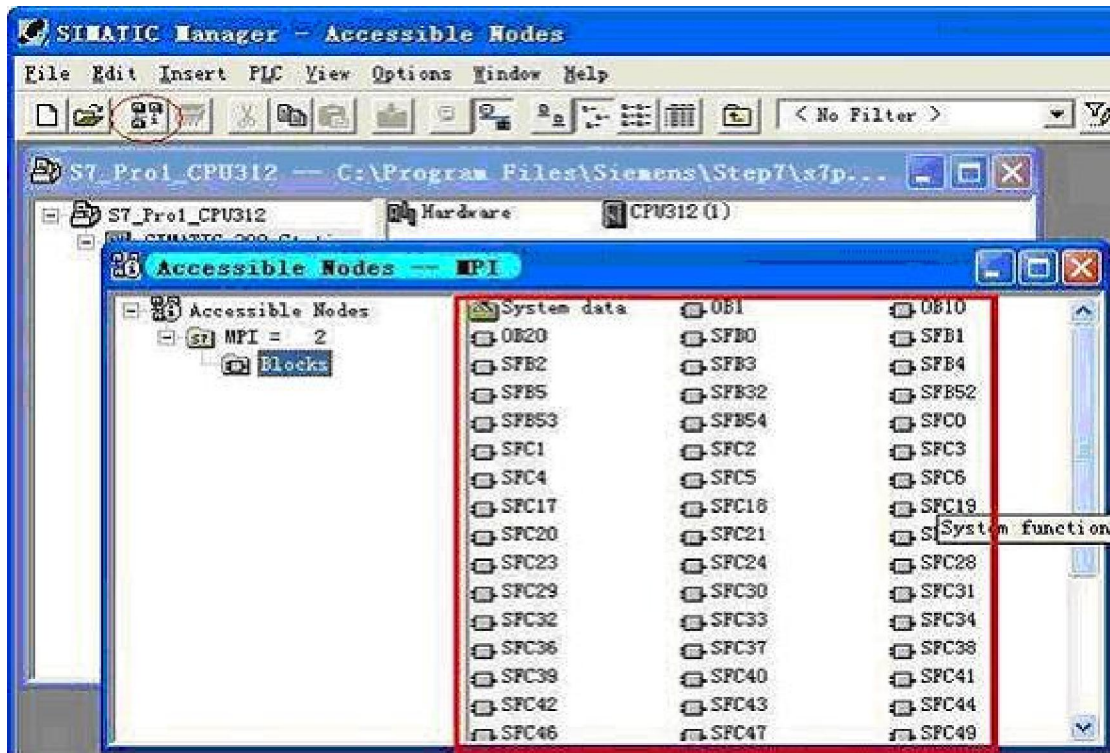 SIMATIC Manager - Accessible Nodes
File Edit Insert PLC View Options Window Help
< No Filter >
S7_Pro1_CPU312 -- C:\Program Files\Siemens\Step7\s7p...
S7_Pro1_CPU312 Hardware CPU312(1)
Accessible Nodes -- MPI
Accessible Nodes System data OB1 OB10
MPI = 2 OB20 SFB0 SFB1
Blocks SFB2 SFB3 SFB4
SFB5 SFB32 SFB52
SFB53 SFB54 SFC0
SFC1 SFC2 SFC3
SFC4 SFC5 SFC6
SFC17 SFC18 SFC19
System function
SFC20 SFC21
SFC23 SFC24 SFC28
SFC29 SFC30 SFC31
SFC32 SFC33 SFC34
SFC36 SFC37 SFC38
SFC39 SFC40 SFC41
SFC42 SFC43 SFC44
SFC46 SFC47 SFC49